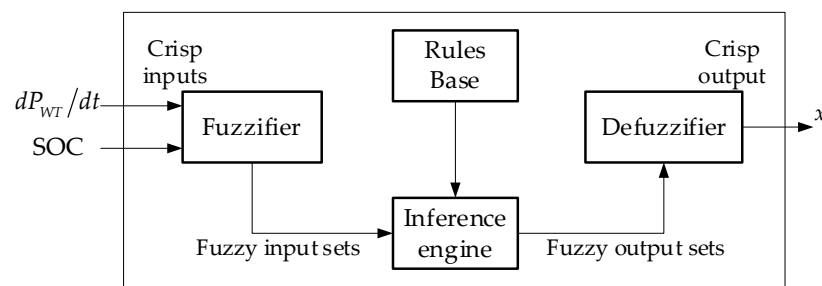 Crisp
inputs
dP_WT/dt
SOC
Fuzzifier
Rules
Base
Crisp
output
Defuzzifier
x
Inference
engine
Fuzzy input sets
Fuzzy output sets